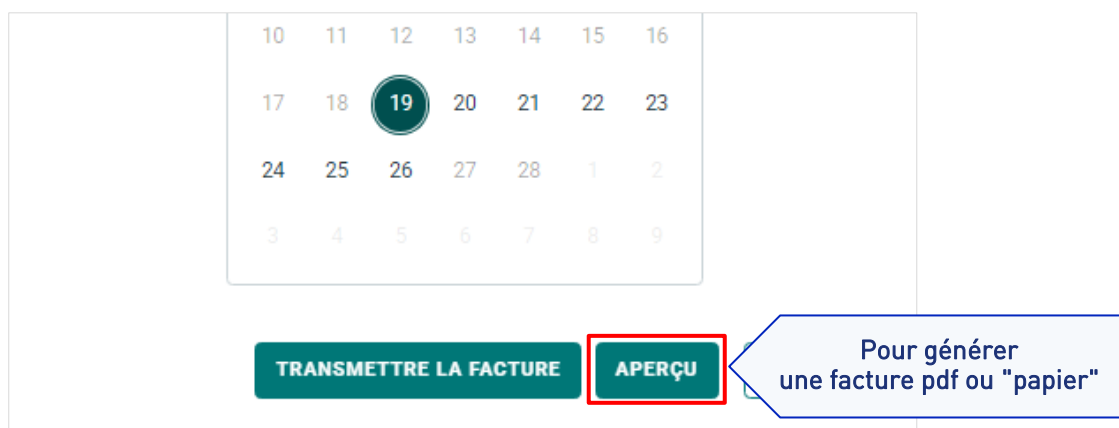 10 11 12 13 14 15 16
17 18 19 20 21 22 23
24 25 26 27 28 1 2
3 4 5 6 7 8 9
TRANSMETTRE LA FACTURE APERÇU
Pour générer
une facture pdf ou "papier"